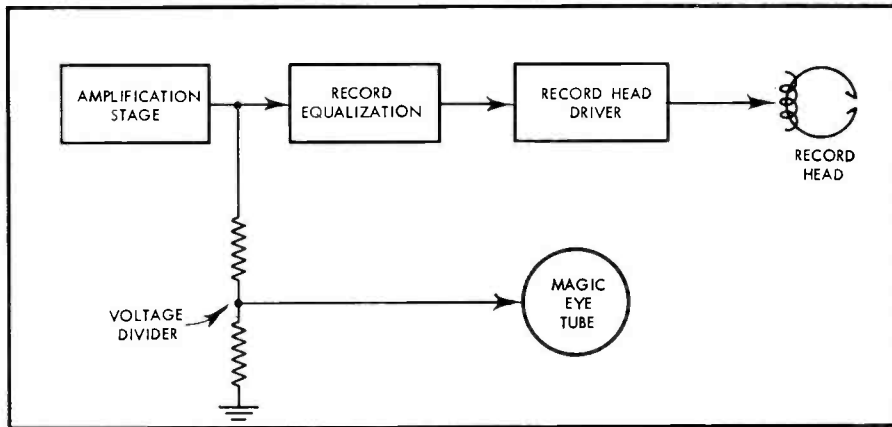 AMPLIFICATION
STAGE
RECORD
EQUALIZATION
RECORD HEAD
DRIVER
RECORD
HEAD
VOLTAGE
DIVIDER
MAGIC
EYE
TUBE